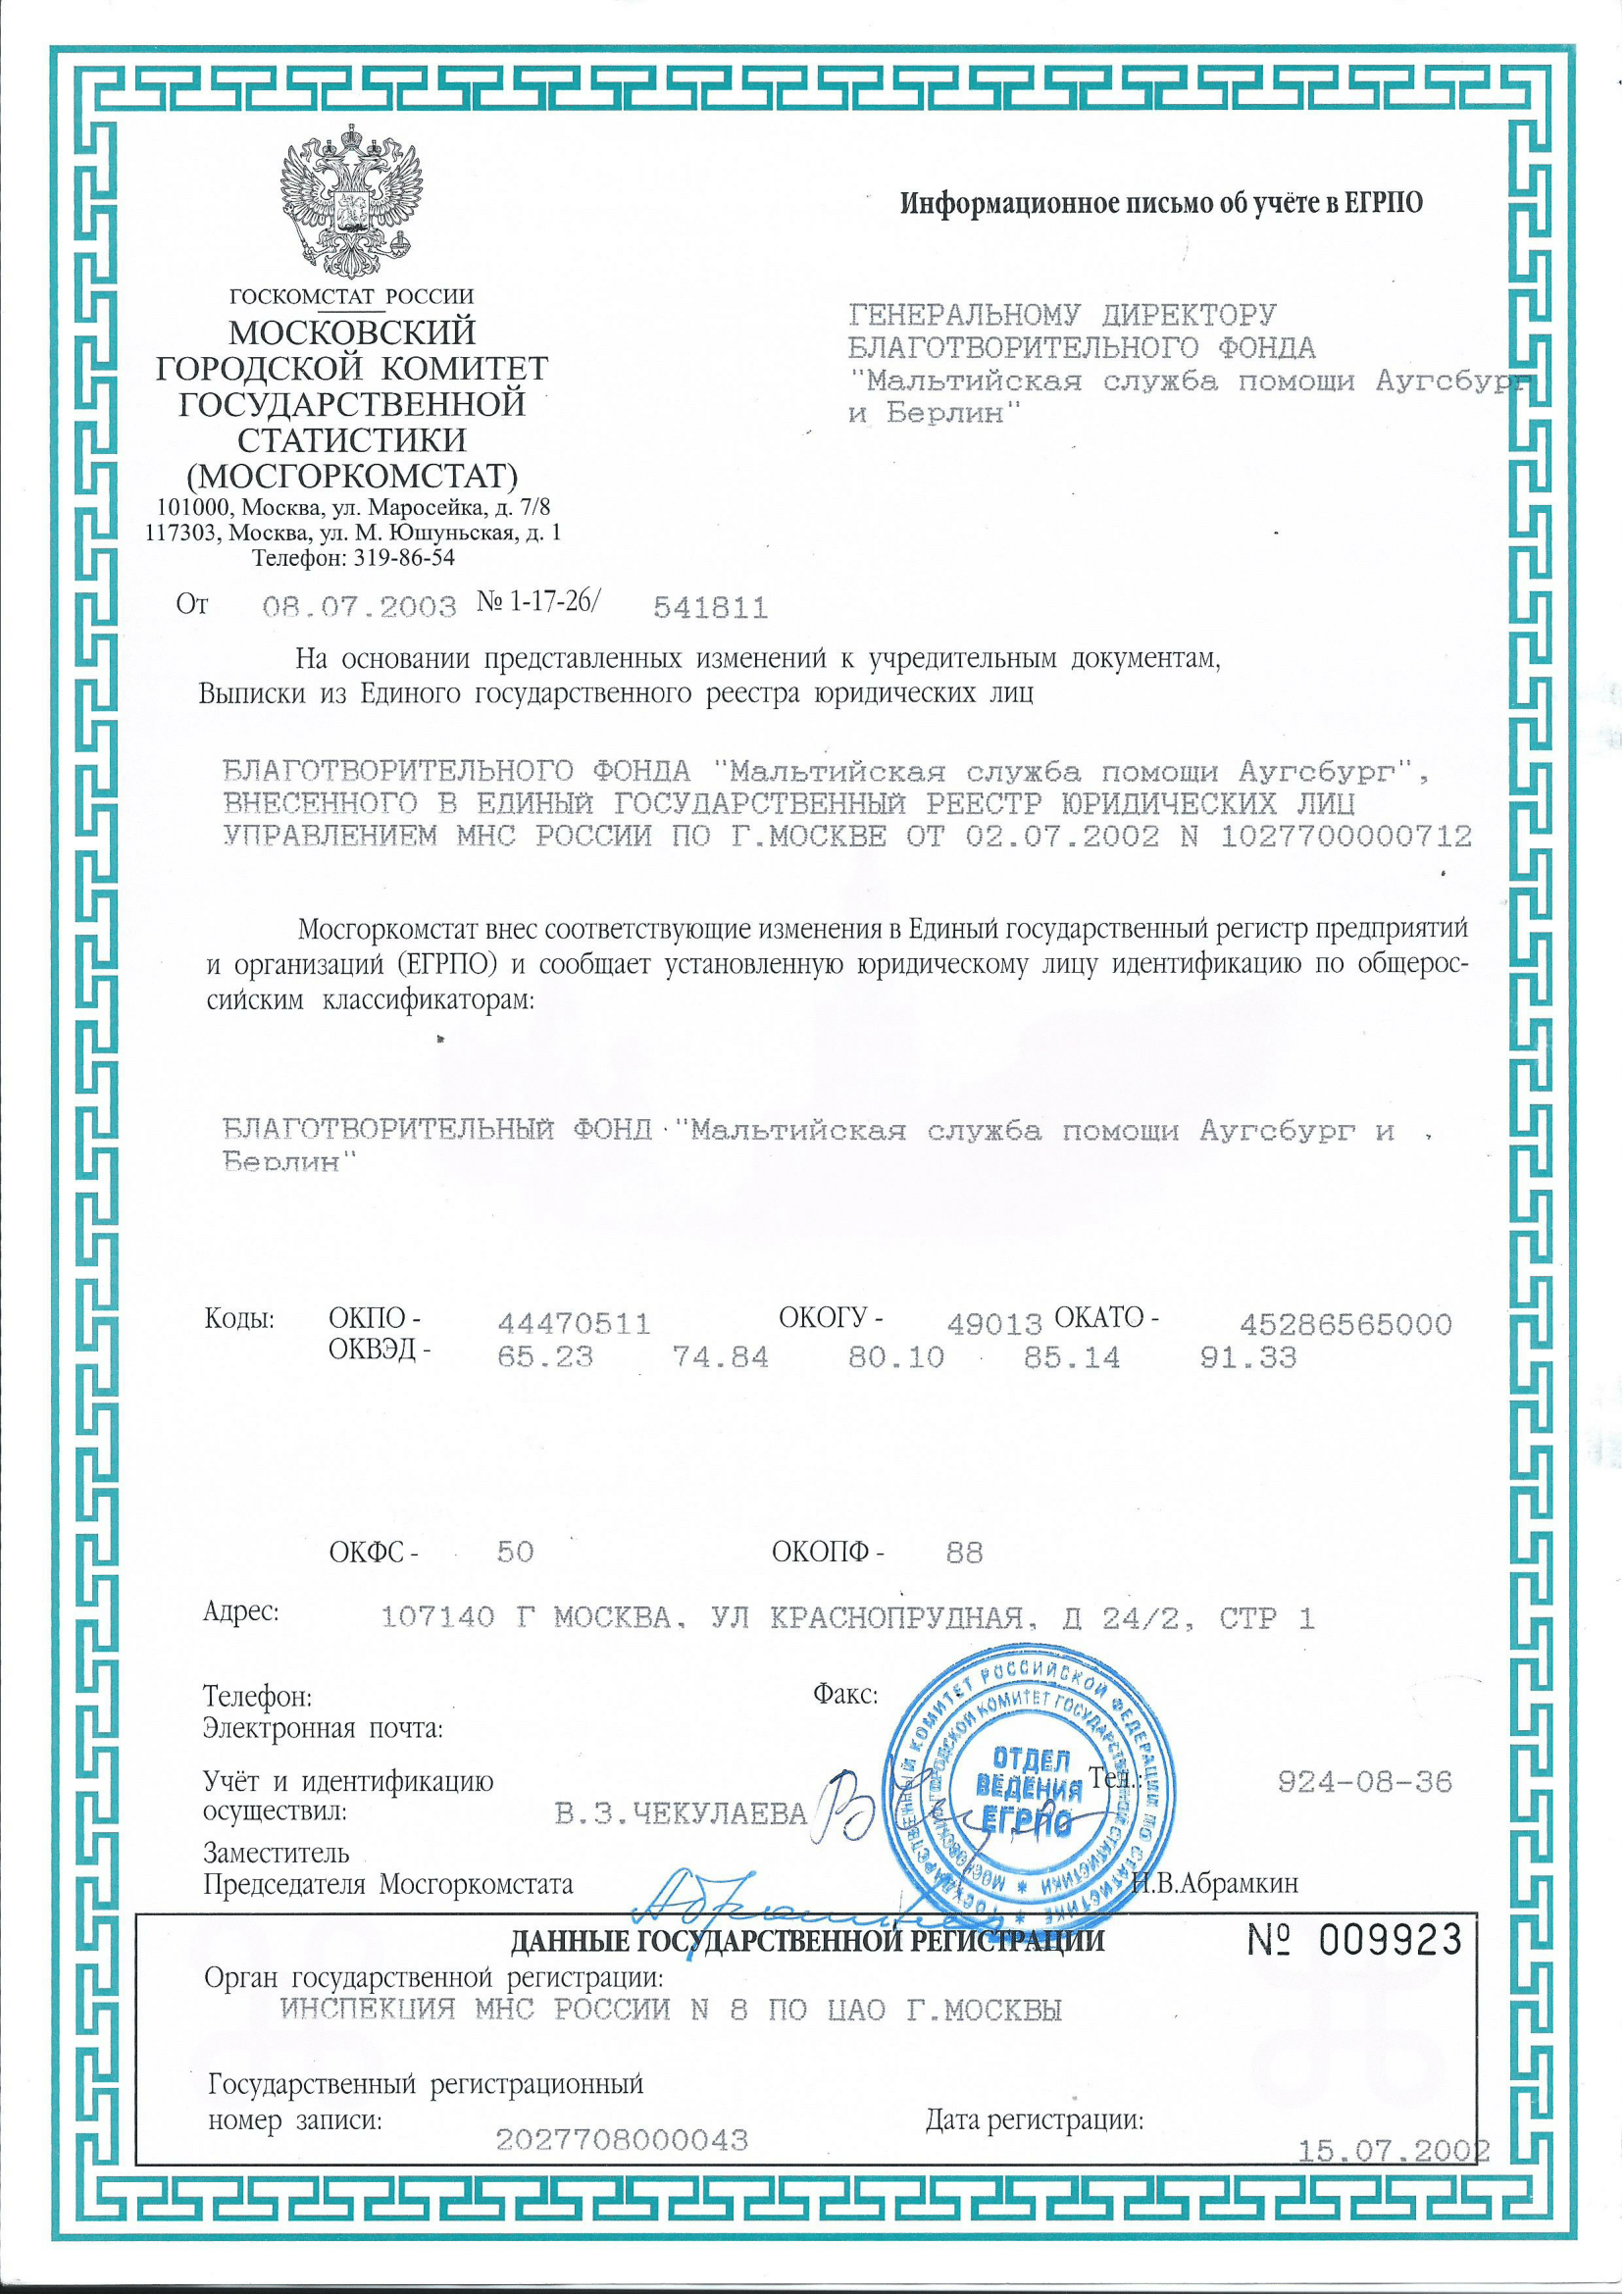 Информационное письмо об учёте в ЕГРПО
ГОСКОМСТАТ РОССИИ
МОСКОВСКИЙ
ГОРОДСКОЙ КОМИТЕТ
ГОСУДАРСТВЕННОЙ
СТАТИСТИКИ
(МОСГОРКОМСТАТ)
101000, Москва, ул. Маросейка, д. 7/8
117303, Москва, ул. М. Юшуньская, д. 1
Телефон: 319-86-54
ГЕНЕРАЛЬНОМУ ДИРЕКТОРУ
БЛАГОТВОРИТЕЛЬНОГО ФОНДА
"Мальтийская служба помощи Аугсбург
и Берлин"
От 08.07.2003 № 1-17-26/ 541811
На основании представленных изменений к учредительным документам,
Выписки из Единого государственного реестра юридических лиц
БЛАГОТВОРИТЕЛЬНОГО ФОНДА "Мальтийская служба помощи Аугсбург",
ВНЕСЕННОГО В ЕДИНЫЙ ГОСУДАРСТВЕННЫЙ РЕЕСТР ЮРИДИЧЕСКИХ ЛИЦ
УПРАВЛЕНИЕМ МНС РОССИИ ПО Г.МОСКВЕ ОТ 02.07.2002 N 1027700000712
Мосгоркомстат внес соответствующие изменения в Единый государственный регистр предприятий
и организаций (ЕГРПО) и сообщает установленную юридическому лицу идентификацию по общерос-
сийским классификаторам:
БЛАГОТВОРИТЕЛЬНЫЙ ФОНД "Мальтийская служба помощи Аугсбург и
Берлин"
Коды: ОКПО - 44470511 ОКОГУ - 49013 ОКАТО - 45286565000
ОКВЭД - 65.23 74.84 80.10 85.14 91.33
ОКФС - 50 ОКОПФ - 88
Адрес: 107140 Г МОСКВА, УЛ КРАСНОПРУДНАЯ, Д 24/2, СТР 1
Телефон: Факс:
Электронная почта:
Учёт и идентификацию
осуществил: В.З.ЧЕКУЛАЕВА Тел.: 924-08-36
Заместитель
Председателя Мосгоркомстата Н.В.Абрамкин
ГОСУДАРСТВЕННЫЙ КОМИТЕТ РОССИЙСКОЙ ФЕДЕРАЦИИ ПО СТАТИСТИКЕ *
МОСКОВСКИЙ ГОРОДСКОЙ КОМИТЕТ ГОСУДАРСТВЕННОЙ СТАТИСТИКИ *
ОТДЕЛ
ВЕДЕНИЯ
ЕГРПО
ДАННЫЕ ГОСУДАРСТВЕННОЙ РЕГИСТРАЦИИ № 009923
Орган государственной регистрации:
ИНСПЕКЦИЯ МНС РОССИИ N 8 ПО ЦАО Г.МОСКВЫ
Государственный регистрационный
номер записи: 2027708000043 Дата регистрации: 15.07.2002